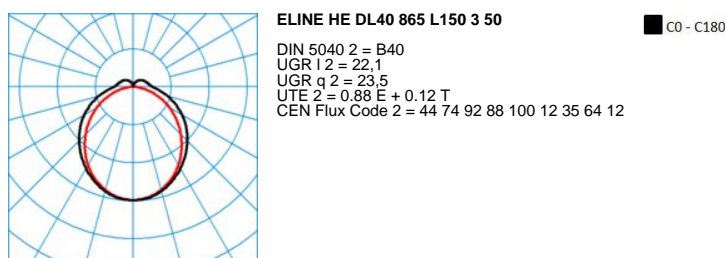 ELINE HE DL40 865 L150 3 50
C0 - C180
DIN 5040 2 = B40
UGR l 2 = 22,1
UGR q 2 = 23,5
UTE 2 = 0.88 E + 0.12 T
CEN Flux Code 2 = 44 74 92 88 100 12 35 64 12